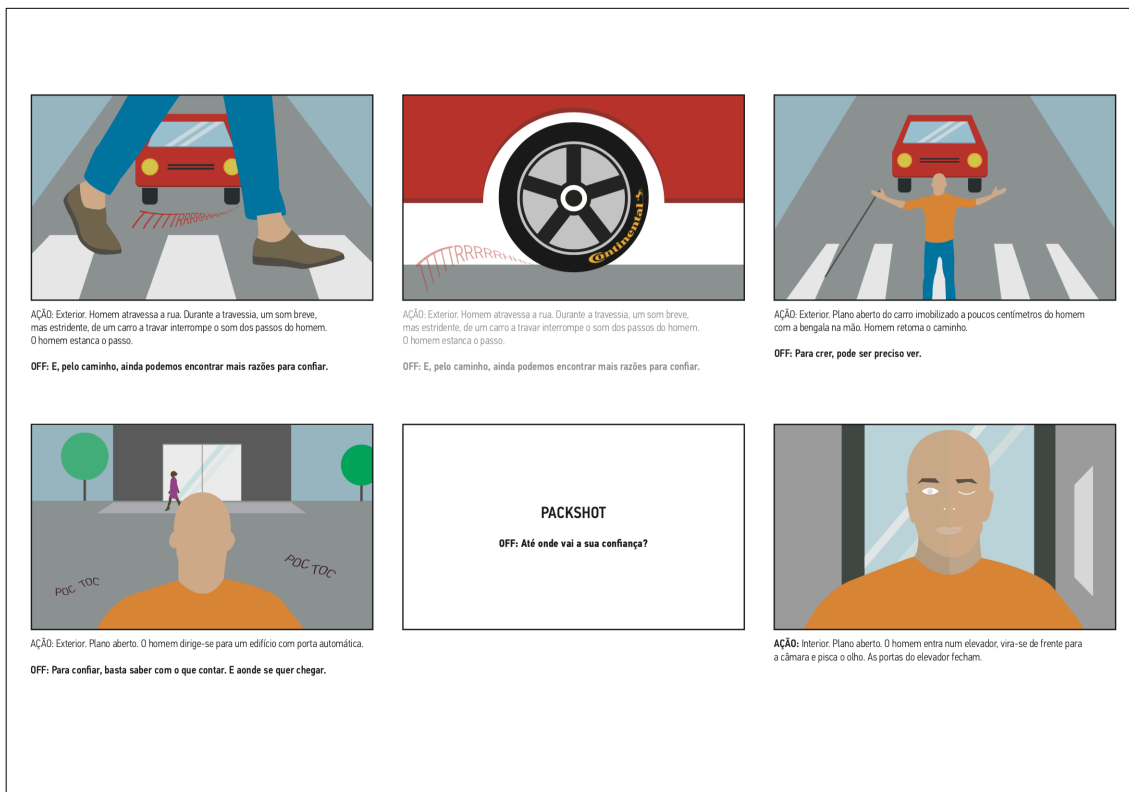 TTTTTRRRRRRR
AÇÃO: Exterior. Homem atravessa a rua. Durante a travessia, um som breve,
mas estridente, de um carro a travar interrompe o som dos passos do homem.
O homem estanca o passo.
OFF: E, pelo caminho, ainda podemos encontrar mais razões para confiar.
Continental
TTTTTRRRRRRR
AÇÃO: Exterior. Homem atravessa a rua. Durante a travessia, um som breve,
mas estridente, de um carro a travar interrompe o som dos passos do homem.
O homem estanca o passo.
OFF: E, pelo caminho, ainda podemos encontrar mais razões para confiar.
AÇÃO: Exterior. Plano aberto do carro imobilizado a poucos centímetros do homem
com a bengala na mão. Homem retoma o caminho.
OFF: Para crer, pode ser preciso ver.
POC TOC
POC TOC
AÇÃO: Exterior. Plano aberto. O homem dirige-se para um edifício com porta automática.
OFF: Para confiar, basta saber com o que contar. E aonde se quer chegar.
PACKSHOT
OFF: Até onde vai a sua confiança?
AÇÃO: Interior. Plano aberto. O homem entra num elevador, vira-se de frente para
a câmara e pisca o olho. As portas do elevador fecham.